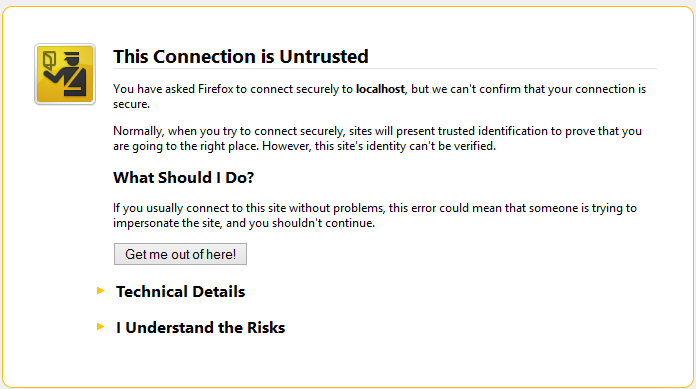 This Connection is Untrusted
You have asked Firefox to connect securely to localhost, but we can't confirm that your connection is
secure.
Normally, when you try to connect securely, sites will present trusted identification to prove that you
are going to the right place. However, this site's identity can't be verified.
What Should I Do?
If you usually connect to this site without problems, this error could mean that someone is trying to
impersonate the site, and you shouldn't continue.
Get me out of here!
Technical Details
I Understand the Risks